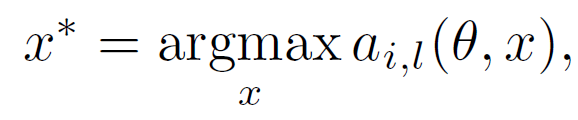 x* = argmax a_{i,l}(θ, x),
x